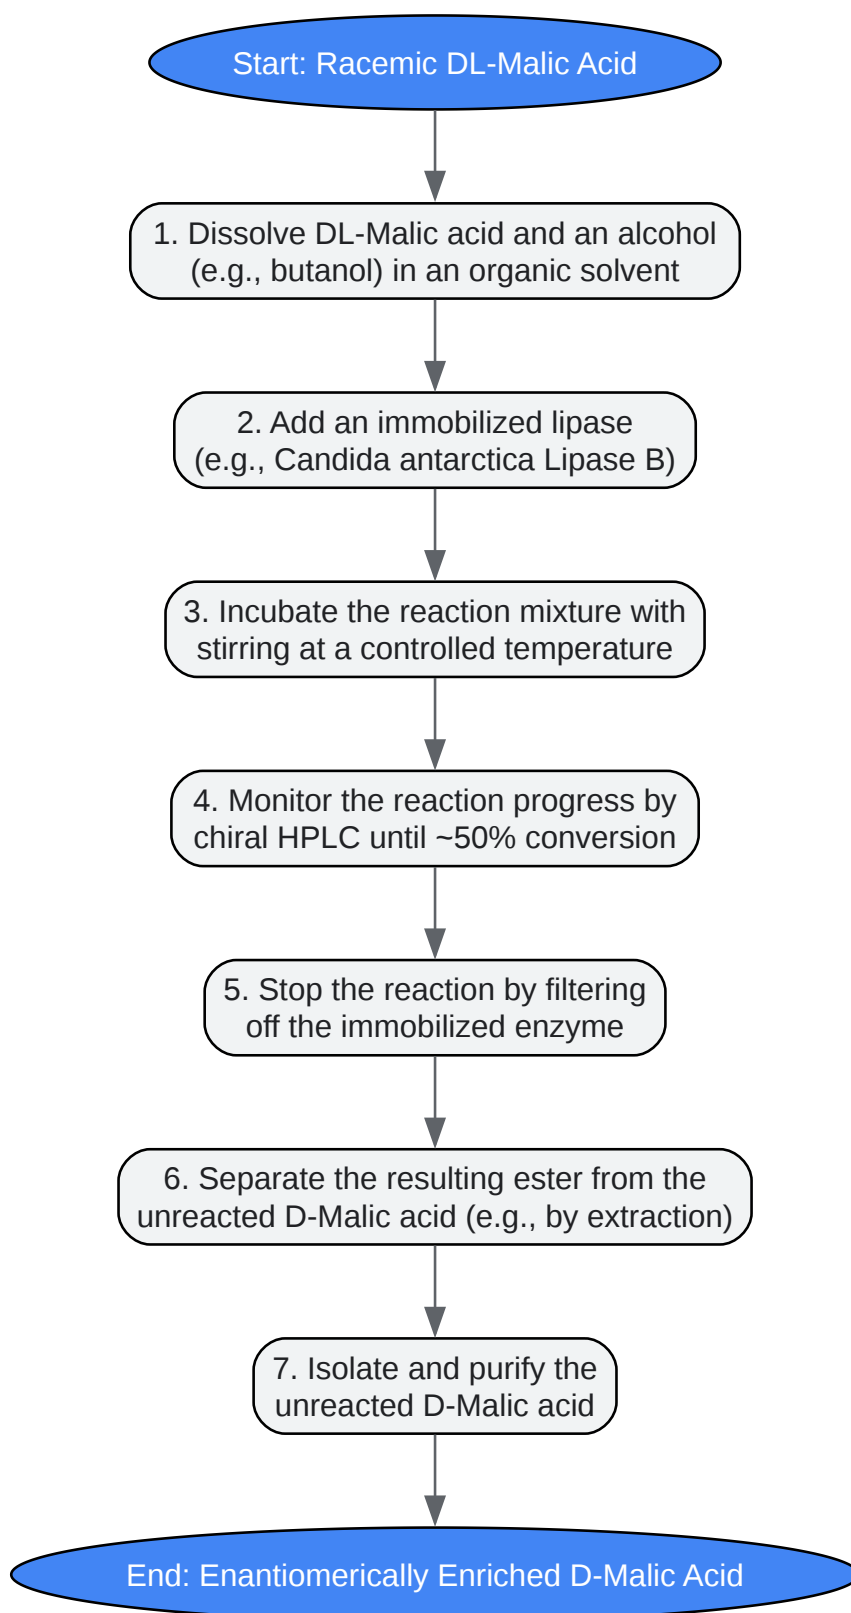 Start: Racemic DL-Malic Acid
1. Dissolve DL-Malic acid and an alcohol
(e.g., butanol) in an organic solvent
2. Add an immobilized lipase
(e.g., Candida antarctica Lipase B)
3. Incubate the reaction mixture with
stirring at a controlled temperature
4. Monitor the reaction progress by
chiral HPLC until ~50% conversion
5. Stop the reaction by filtering
off the immobilized enzyme
6. Separate the resulting ester from the
unreacted D-Malic acid (e.g., by extraction)
7. Isolate and purify the
unreacted D-Malic acid
End: Enantiomerically Enriched D-Malic Acid